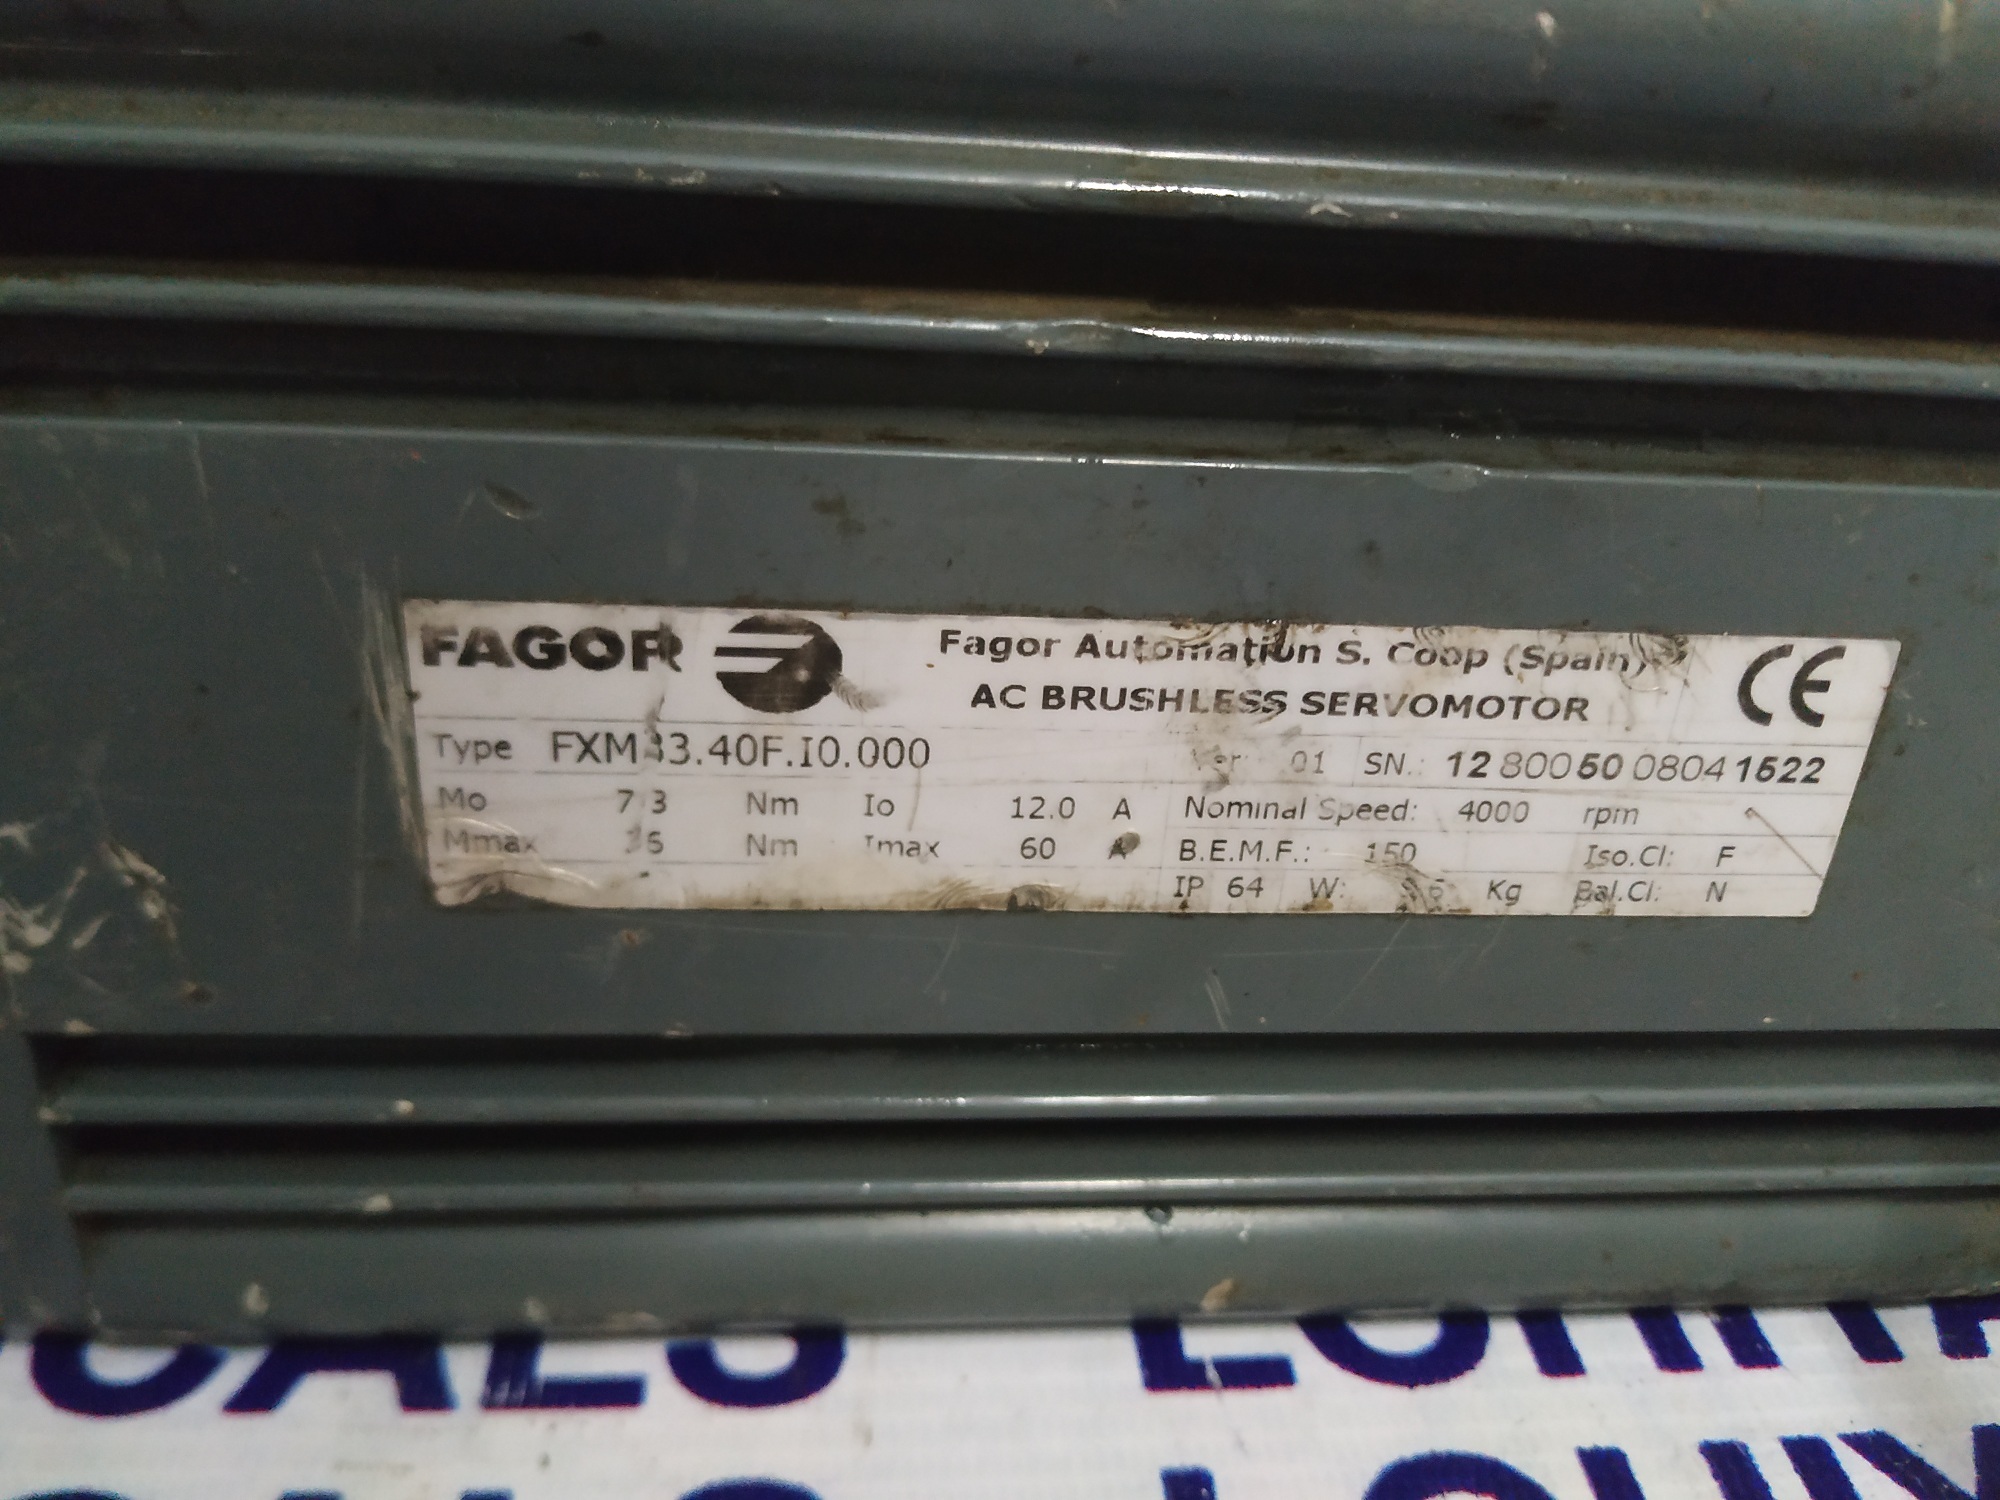 FAGOR
Fagor Automation S. Coop (Spain)
AC BRUSHLESS SERVOMOTOR
CE
Type
Ver: 01 SN.: 12 800 50 0804 1522
Mo Nm Io 12.0 A Nominal Speed: 4000 rpm
Mmax Nm Imax 60 A B.E.M.F.: 150 Iso.Cl: F
IP 64 W: Kg Bal.Cl: N